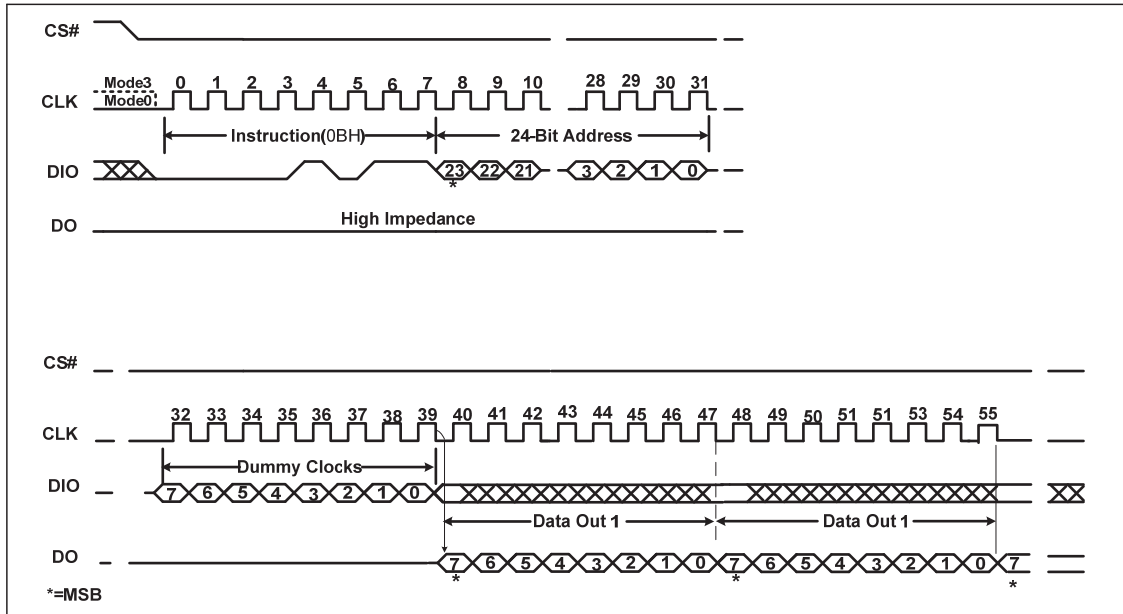 CS#
Mode3 0 1 2 3 4 5 6 7 8 9 10 28 29 30 31
CLK Mode0
Instruction(0BH) 24-Bit Address
DIO 23 22 21 3 2 1 0
*
DO High Impedance
CS#
32 33 34 35 36 37 38 39 40 41 42 43 44 45 46 47 48 49 50 51 51 53 54 55
CLK
Dummy Clocks
DIO 7 6 5 4 3 2 1 0
Data Out 1 Data Out 1
DO 7 6 5 4 3 2 1 0 7 6 5 4 3 2 1 0 7
* * *
*=MSB